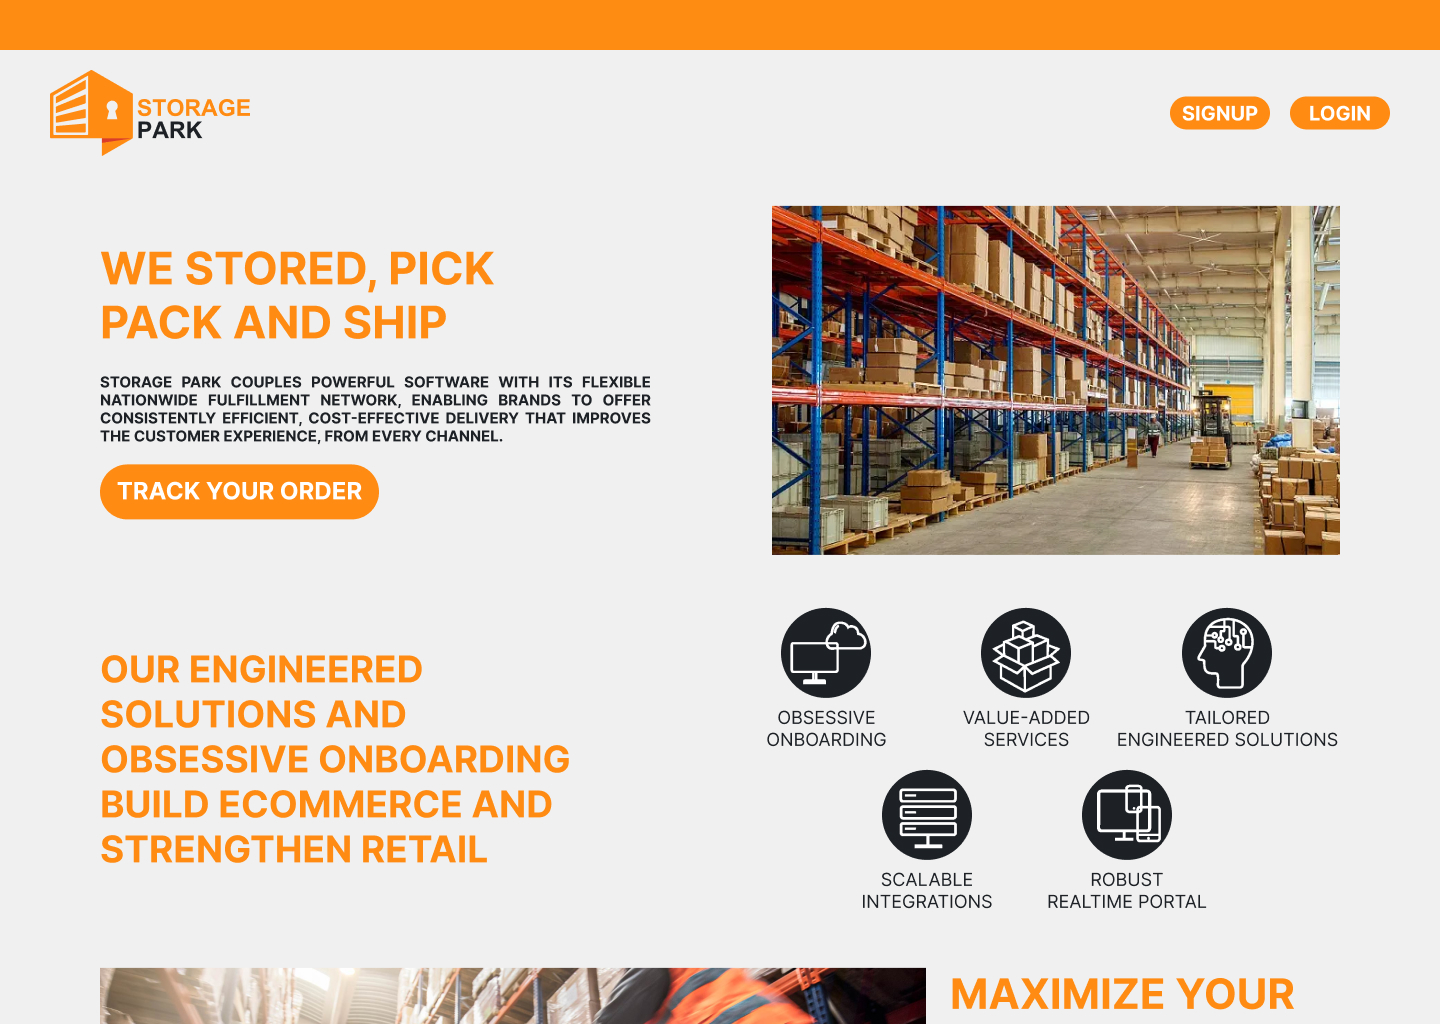 STORAGE
PARK
SIGNUP
LOGIN
WE STORED, PICK
PACK AND SHIP
STORAGE PARK COUPLES POWERFUL SOFTWARE WITH ITS FLEXIBLE
NATIONWIDE FULFILLMENT NETWORK, ENABLING BRANDS TO OFFER
CONSISTENTLY EFFICIENT, COST-EFFECTIVE DELIVERY THAT IMPROVES
THE CUSTOMER EXPERIENCE, FROM EVERY CHANNEL.
TRACK YOUR ORDER
OUR ENGINEERED
SOLUTIONS AND
OBSESSIVE ONBOARDING
BUILD ECOMMERCE AND
STRENGTHEN RETAIL
OBSESSIVE
ONBOARDING
VALUE-ADDED
SERVICES
TAILORED
ENGINEERED SOLUTIONS
SCALABLE
INTEGRATIONS
ROBUST
REALTIME PORTAL
MAXIMIZE YOUR